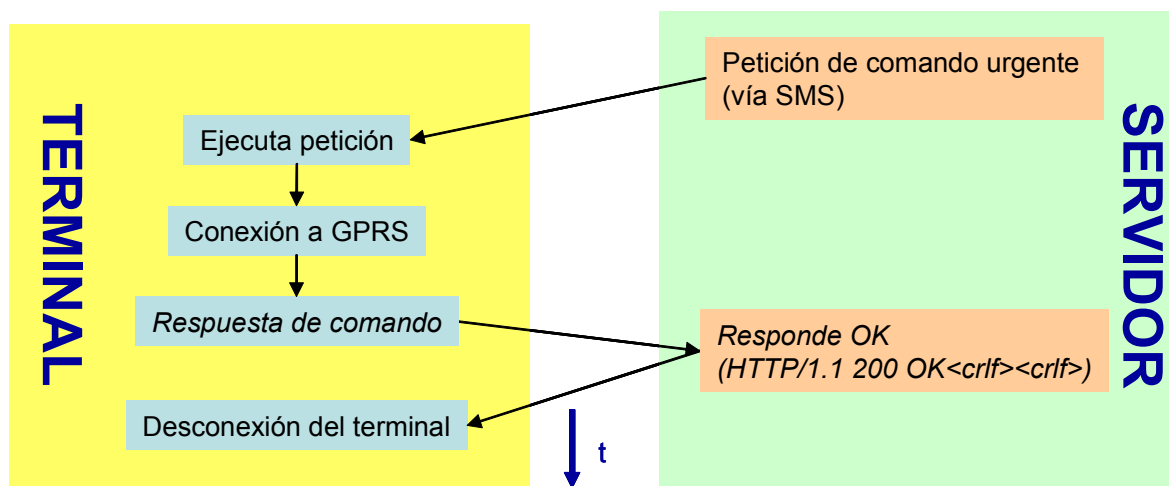 TERMINAL
Petición de comando urgente
(vía SMS)
SERVIDOR
Ejecuta petición
Conexión a GPRS
Respuesta de comando
Responde OK
(HTTP/1.1 200 OK<crlf><crlf>)
Desconexión del terminal
t